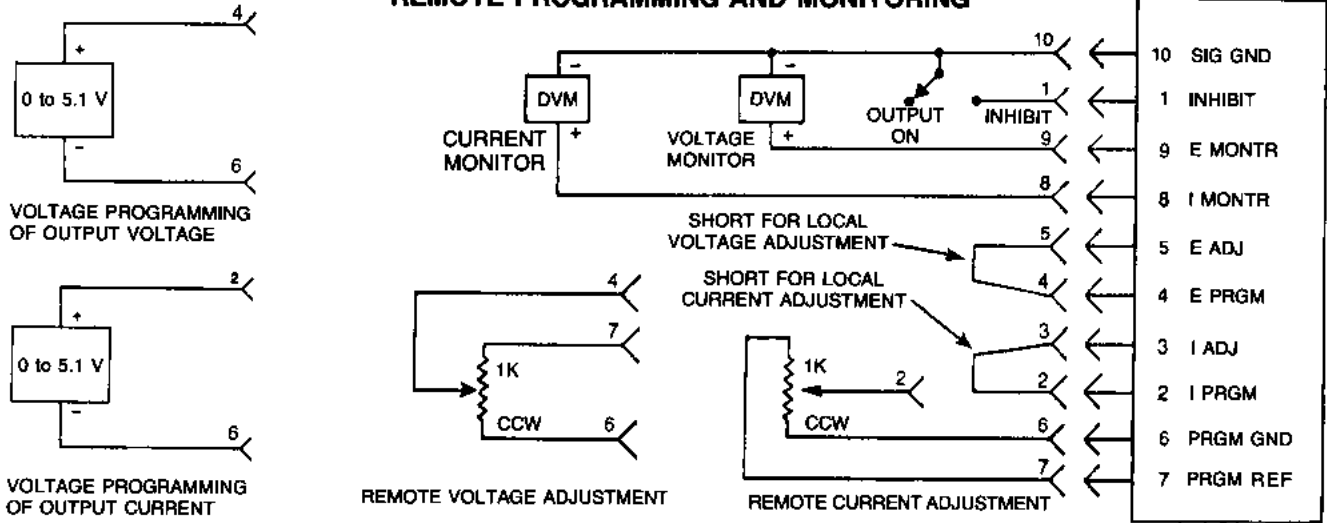 REMOTE PROGRAMMING AND MONITORING
4
+
0 to 5.1 V
-
6
VOLTAGE PROGRAMMING
OF OUTPUT VOLTAGE
2
+
0 to 5.1 V
-
6
VOLTAGE PROGRAMMING
OF OUTPUT CURRENT
-
DVM
+
CURRENT
MONITOR
-
DVM
+
VOLTAGE
MONITOR
OUTPUT
ON
INHIBIT
10
1
9
8
SHORT FOR LOCAL
VOLTAGE ADJUSTMENT
5
4
SHORT FOR LOCAL
CURRENT ADJUSTMENT
3
2
4
7
1K
CCW
6
REMOTE VOLTAGE ADJUSTMENT
1K
2
CCW
6
7
REMOTE CURRENT ADJUSTMENT
10 SIG GND
1 INHIBIT
9 E MONTR
8 I MONTR
5 E ADJ
4 E PRGM
3 I ADJ
2 I PRGM
6 PRGM GND
7 PRGM REF